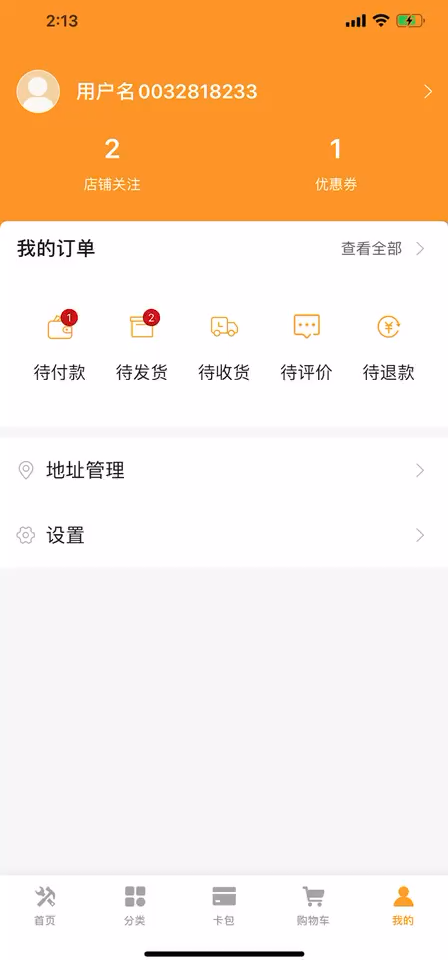 2:13
用户名0032818233
2
1
店铺关注
优惠券
我的订单
查看全部
1
2
待付款
待发货
待收货
待评价
待退款
地址管理
设置
首页
分类
卡包
购物车
我的